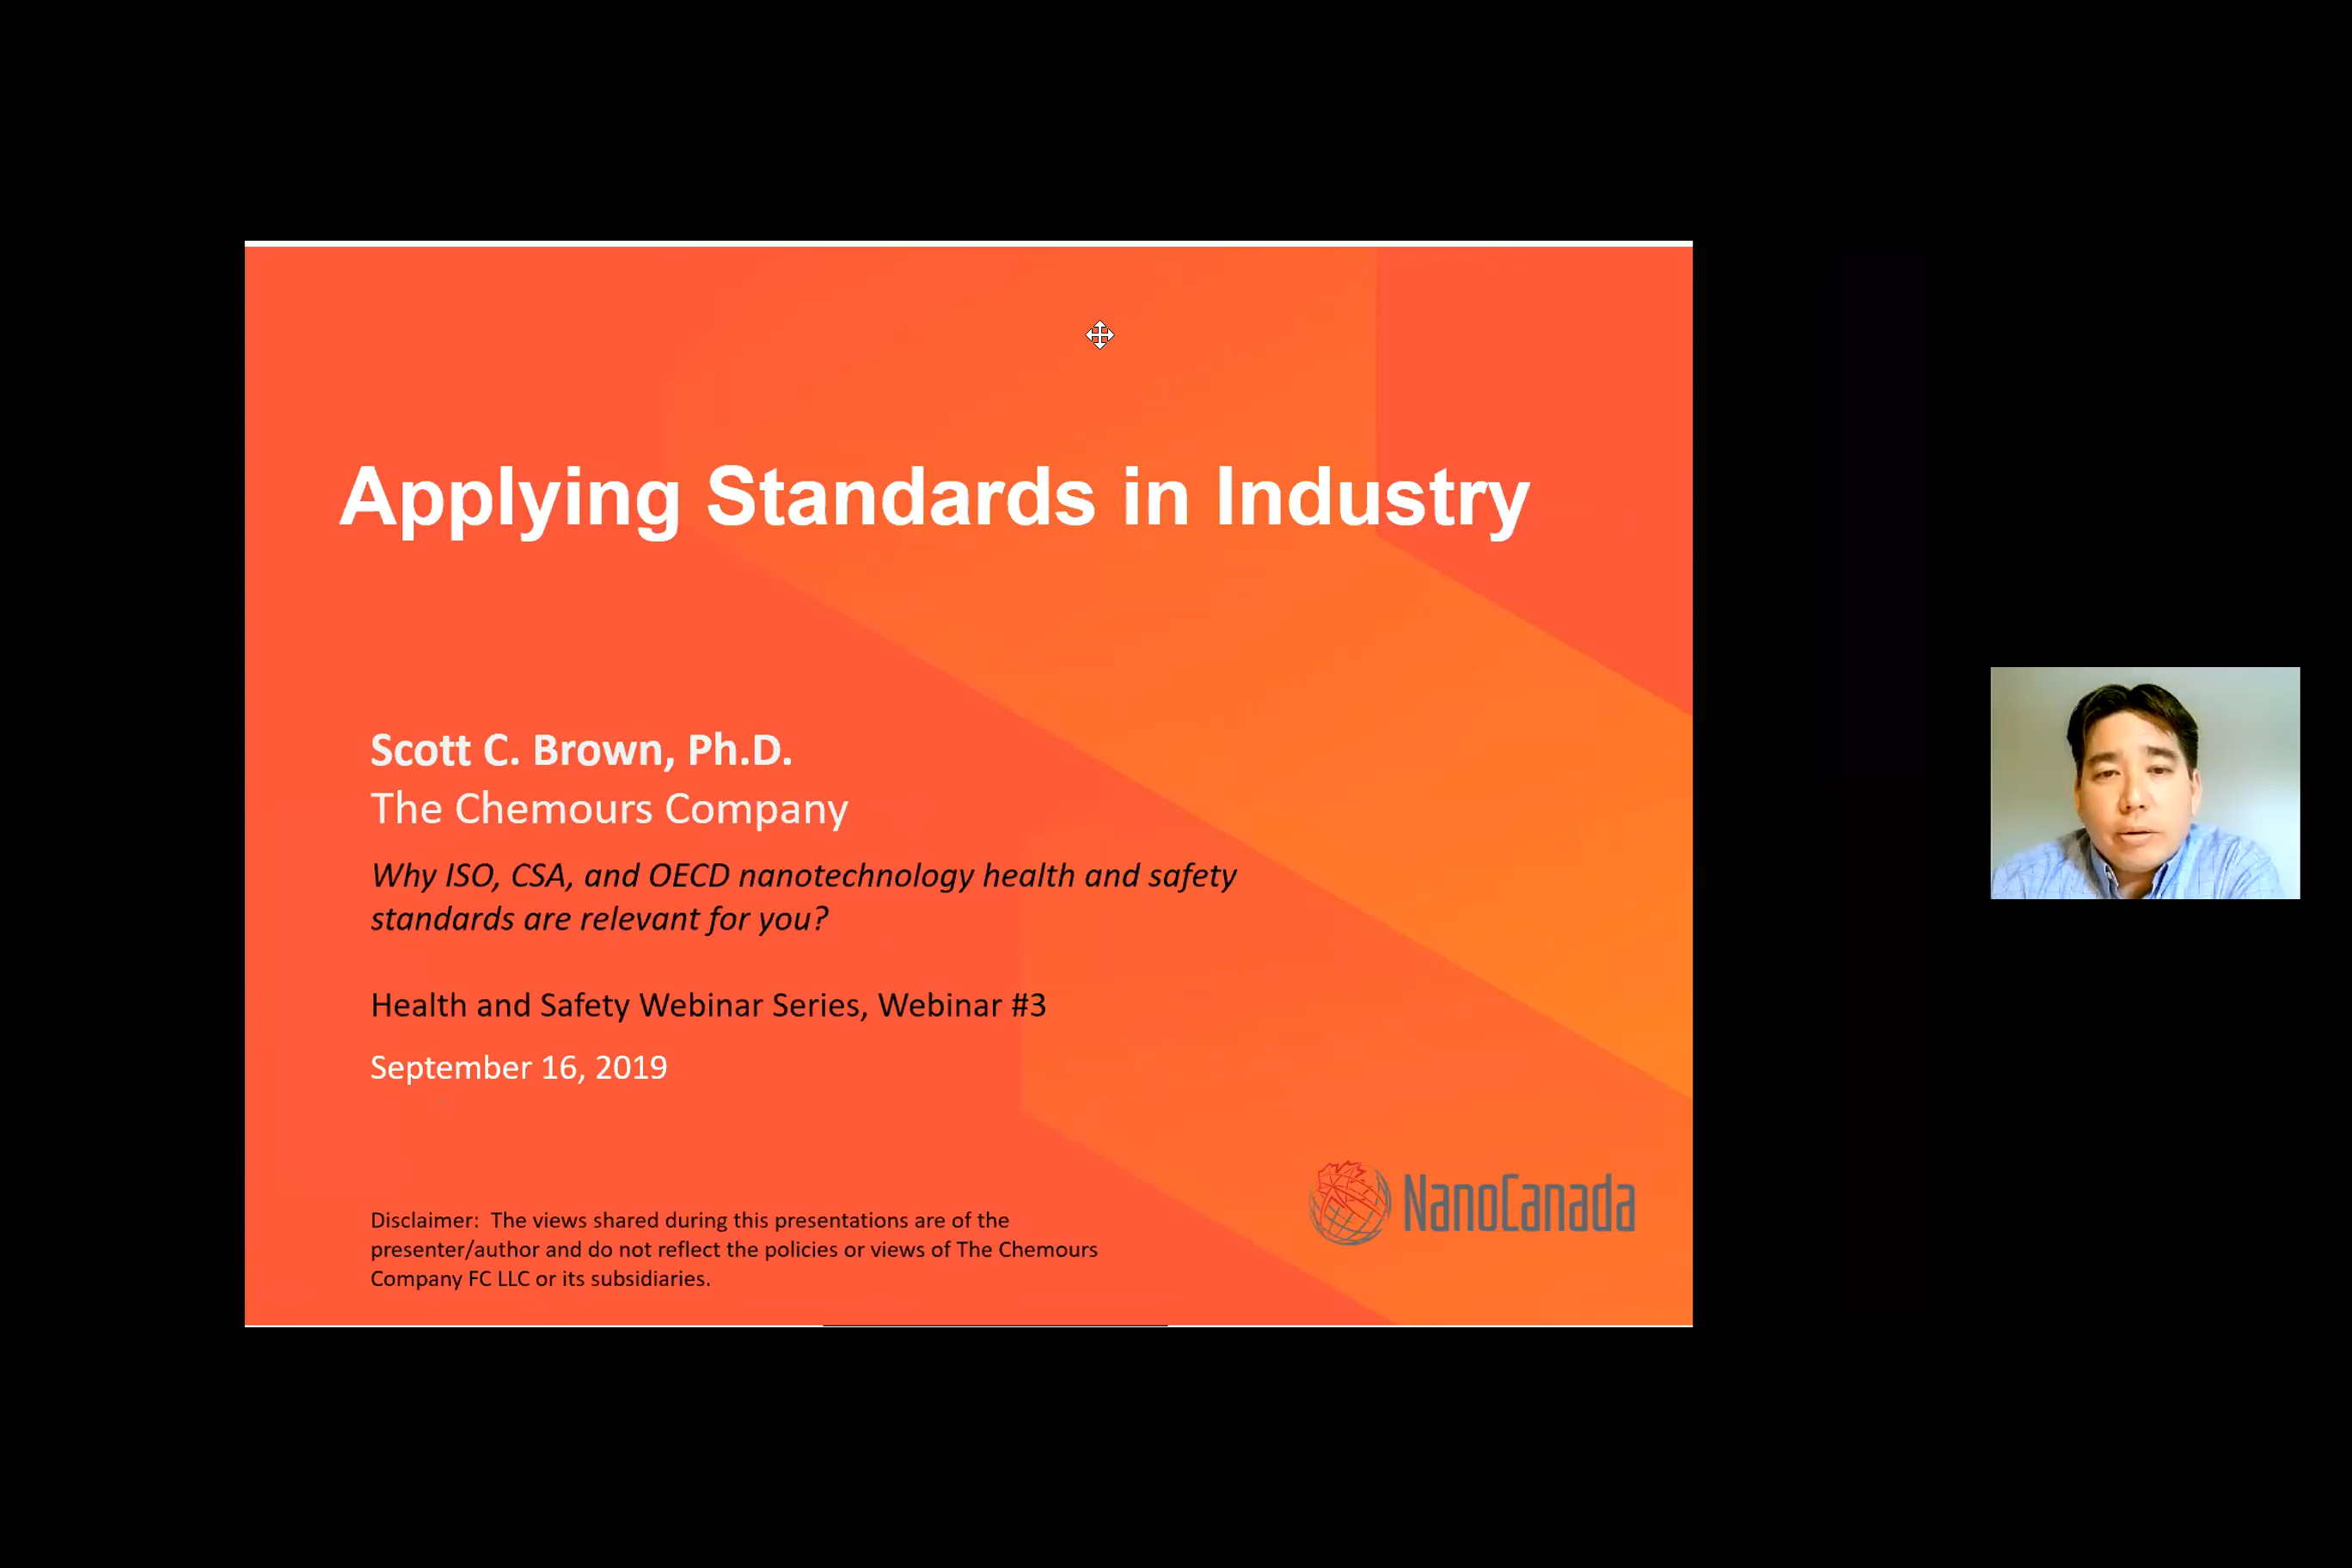 Applying Standards in Industry
Scott C. Brown, Ph.D.
The Chemours Company
Why ISO, CSA, and OECD nanotechnology health and safety
standards are relevant for you?
Health and Safety Webinar Series, Webinar #3
September 16, 2019
Disclaimer:  The views shared during this presentations are of the
presenter/author and do not reflect the policies or views of The Chemours
Company FC LLC or its subsidiaries.
NanoCanada